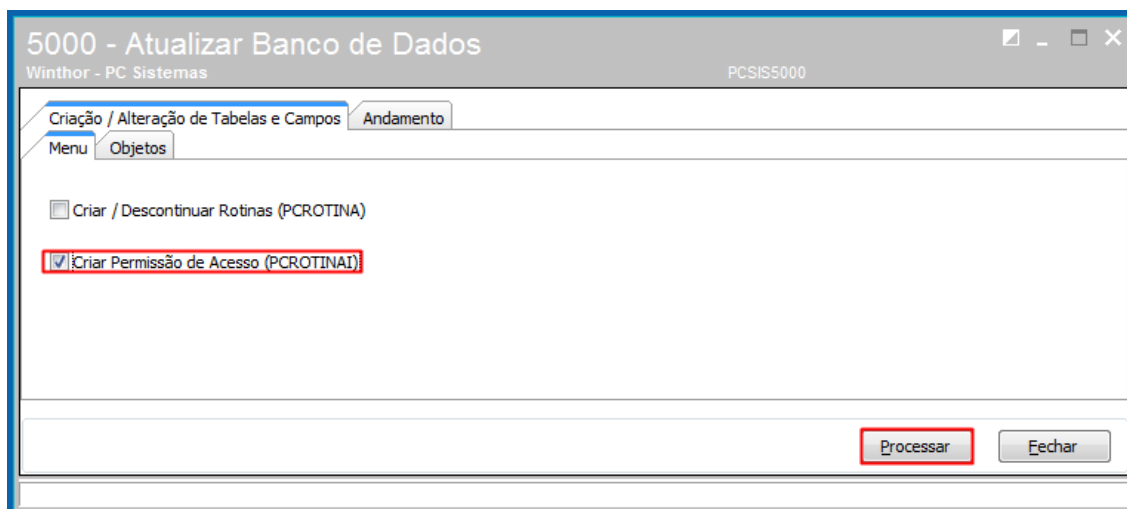 5000 - Atualizar Banco de Dados
Winthor - PC Sistemas PCSIS5000
Criação / Alteração de Tabelas e Campos Andamento
Menu Objetos
Criar / Descontinuar Rotinas (PCROTINA)
Criar Permissão de Acesso (PCROTINAI)
Processar Fechar